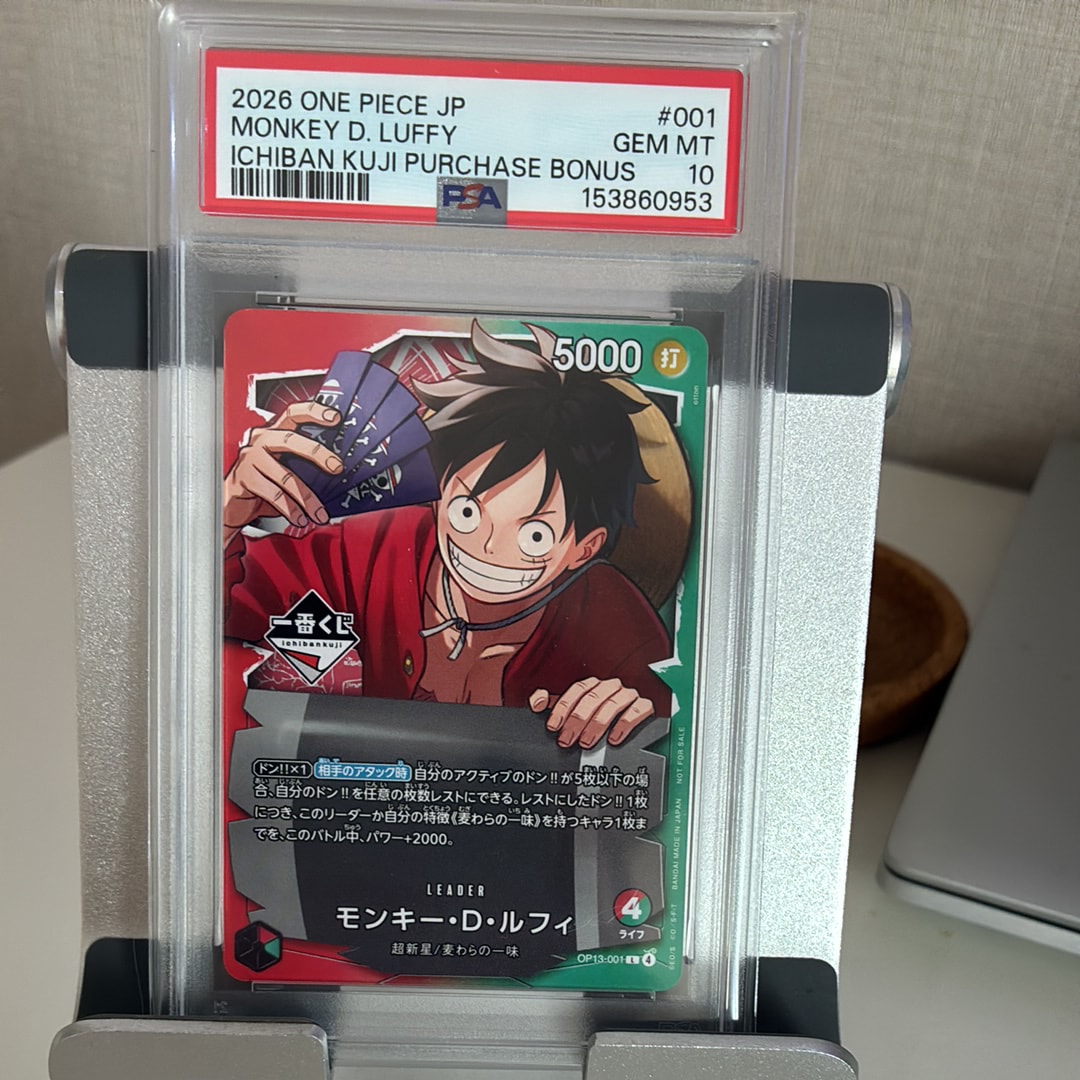 2026 ONE PIECE JP
#001
MONKEY D. LUFFY
GEM MT
ICHIBAN KUJI PURCHASE BONUS
10
PSA
153860953
5000
打
otton
一番くじ
ichibankuji
ドン!!×1 相手のアタック時 自分のアクティブのドン!!が5枚以下の場
合、自分のドン!!を任意の枚数レストにできる。レストにしたドン!!1枚
につき、このリーダーか自分の特徴《麦わらの一味》を持つキャラ1枚ま
でを、このバトル中、パワー+2000。
LEADER
モンキー・D・ルフィ
超新星/麦わらの一味
4
ライフ
OP13-001 L 4
BANDAI MADE IN JAPAN
NOT FOR SALE